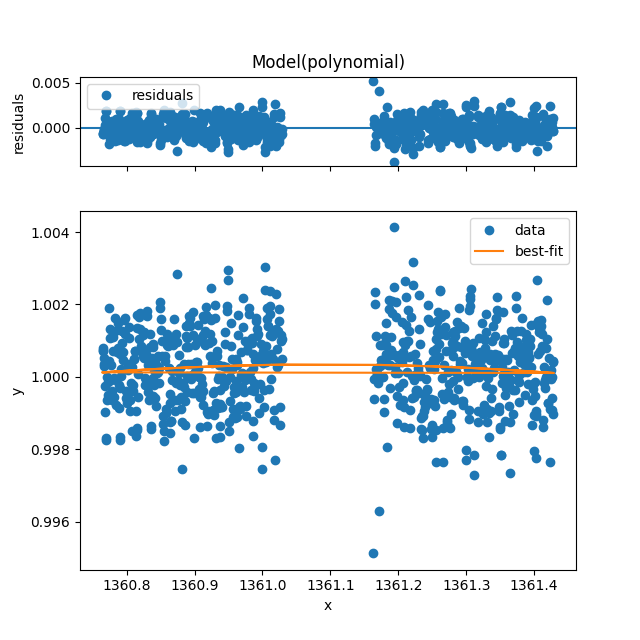 Model(polynomial)
residuals
0.005
0.000
residuals
data
best-fit
1.004
1.002
1.000
0.998
0.996
y
1360.8 1360.9 1361.0 1361.1 1361.2 1361.3 1361.4
x